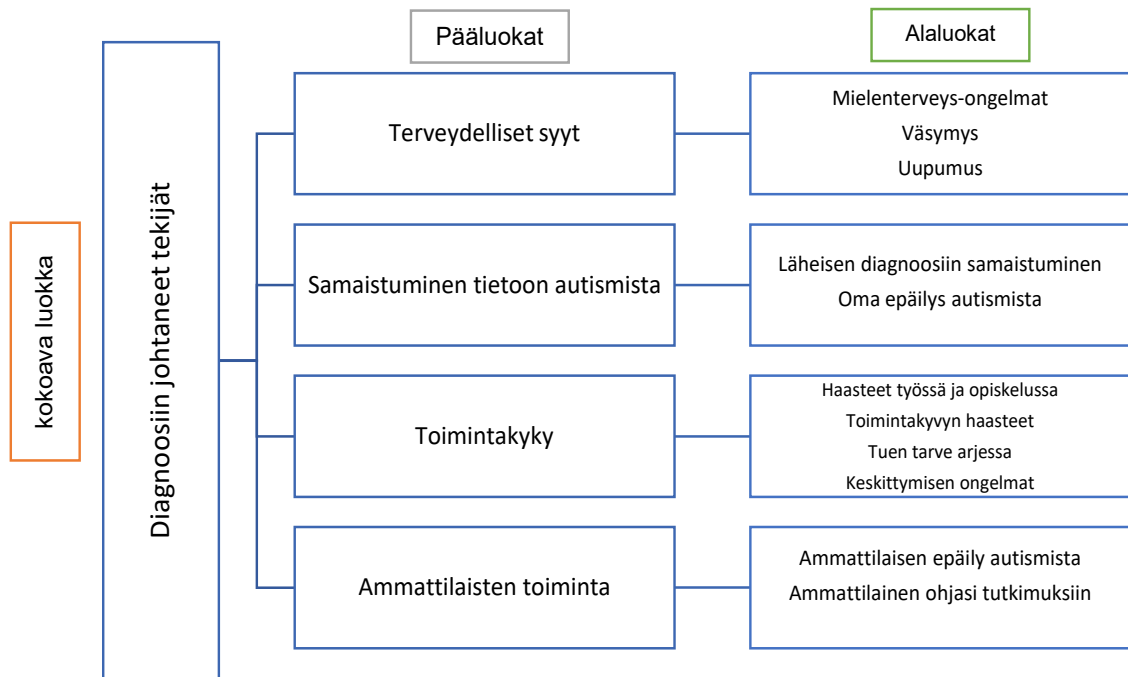 Pääluokat
Alaluokat
kokoava luokka
Diagnoosiin johtaneet tekijät
Terveydelliset syyt
Mielenterveys-ongelmat
Väsymys
Uupumus
Samaistuminen tietoon autismista
Läheisen diagnoosiin samaistuminen
Oma epäilys autismista
Toimintakyky
Haasteet työssä ja opiskelussa
Toimintakyvyn haasteet
Tuen tarve arjessa
Keskittymisen ongelmat
Ammattilaisten toiminta
Ammattilaisen epäily autismista
Ammattilainen ohjasi tutkimuksiin